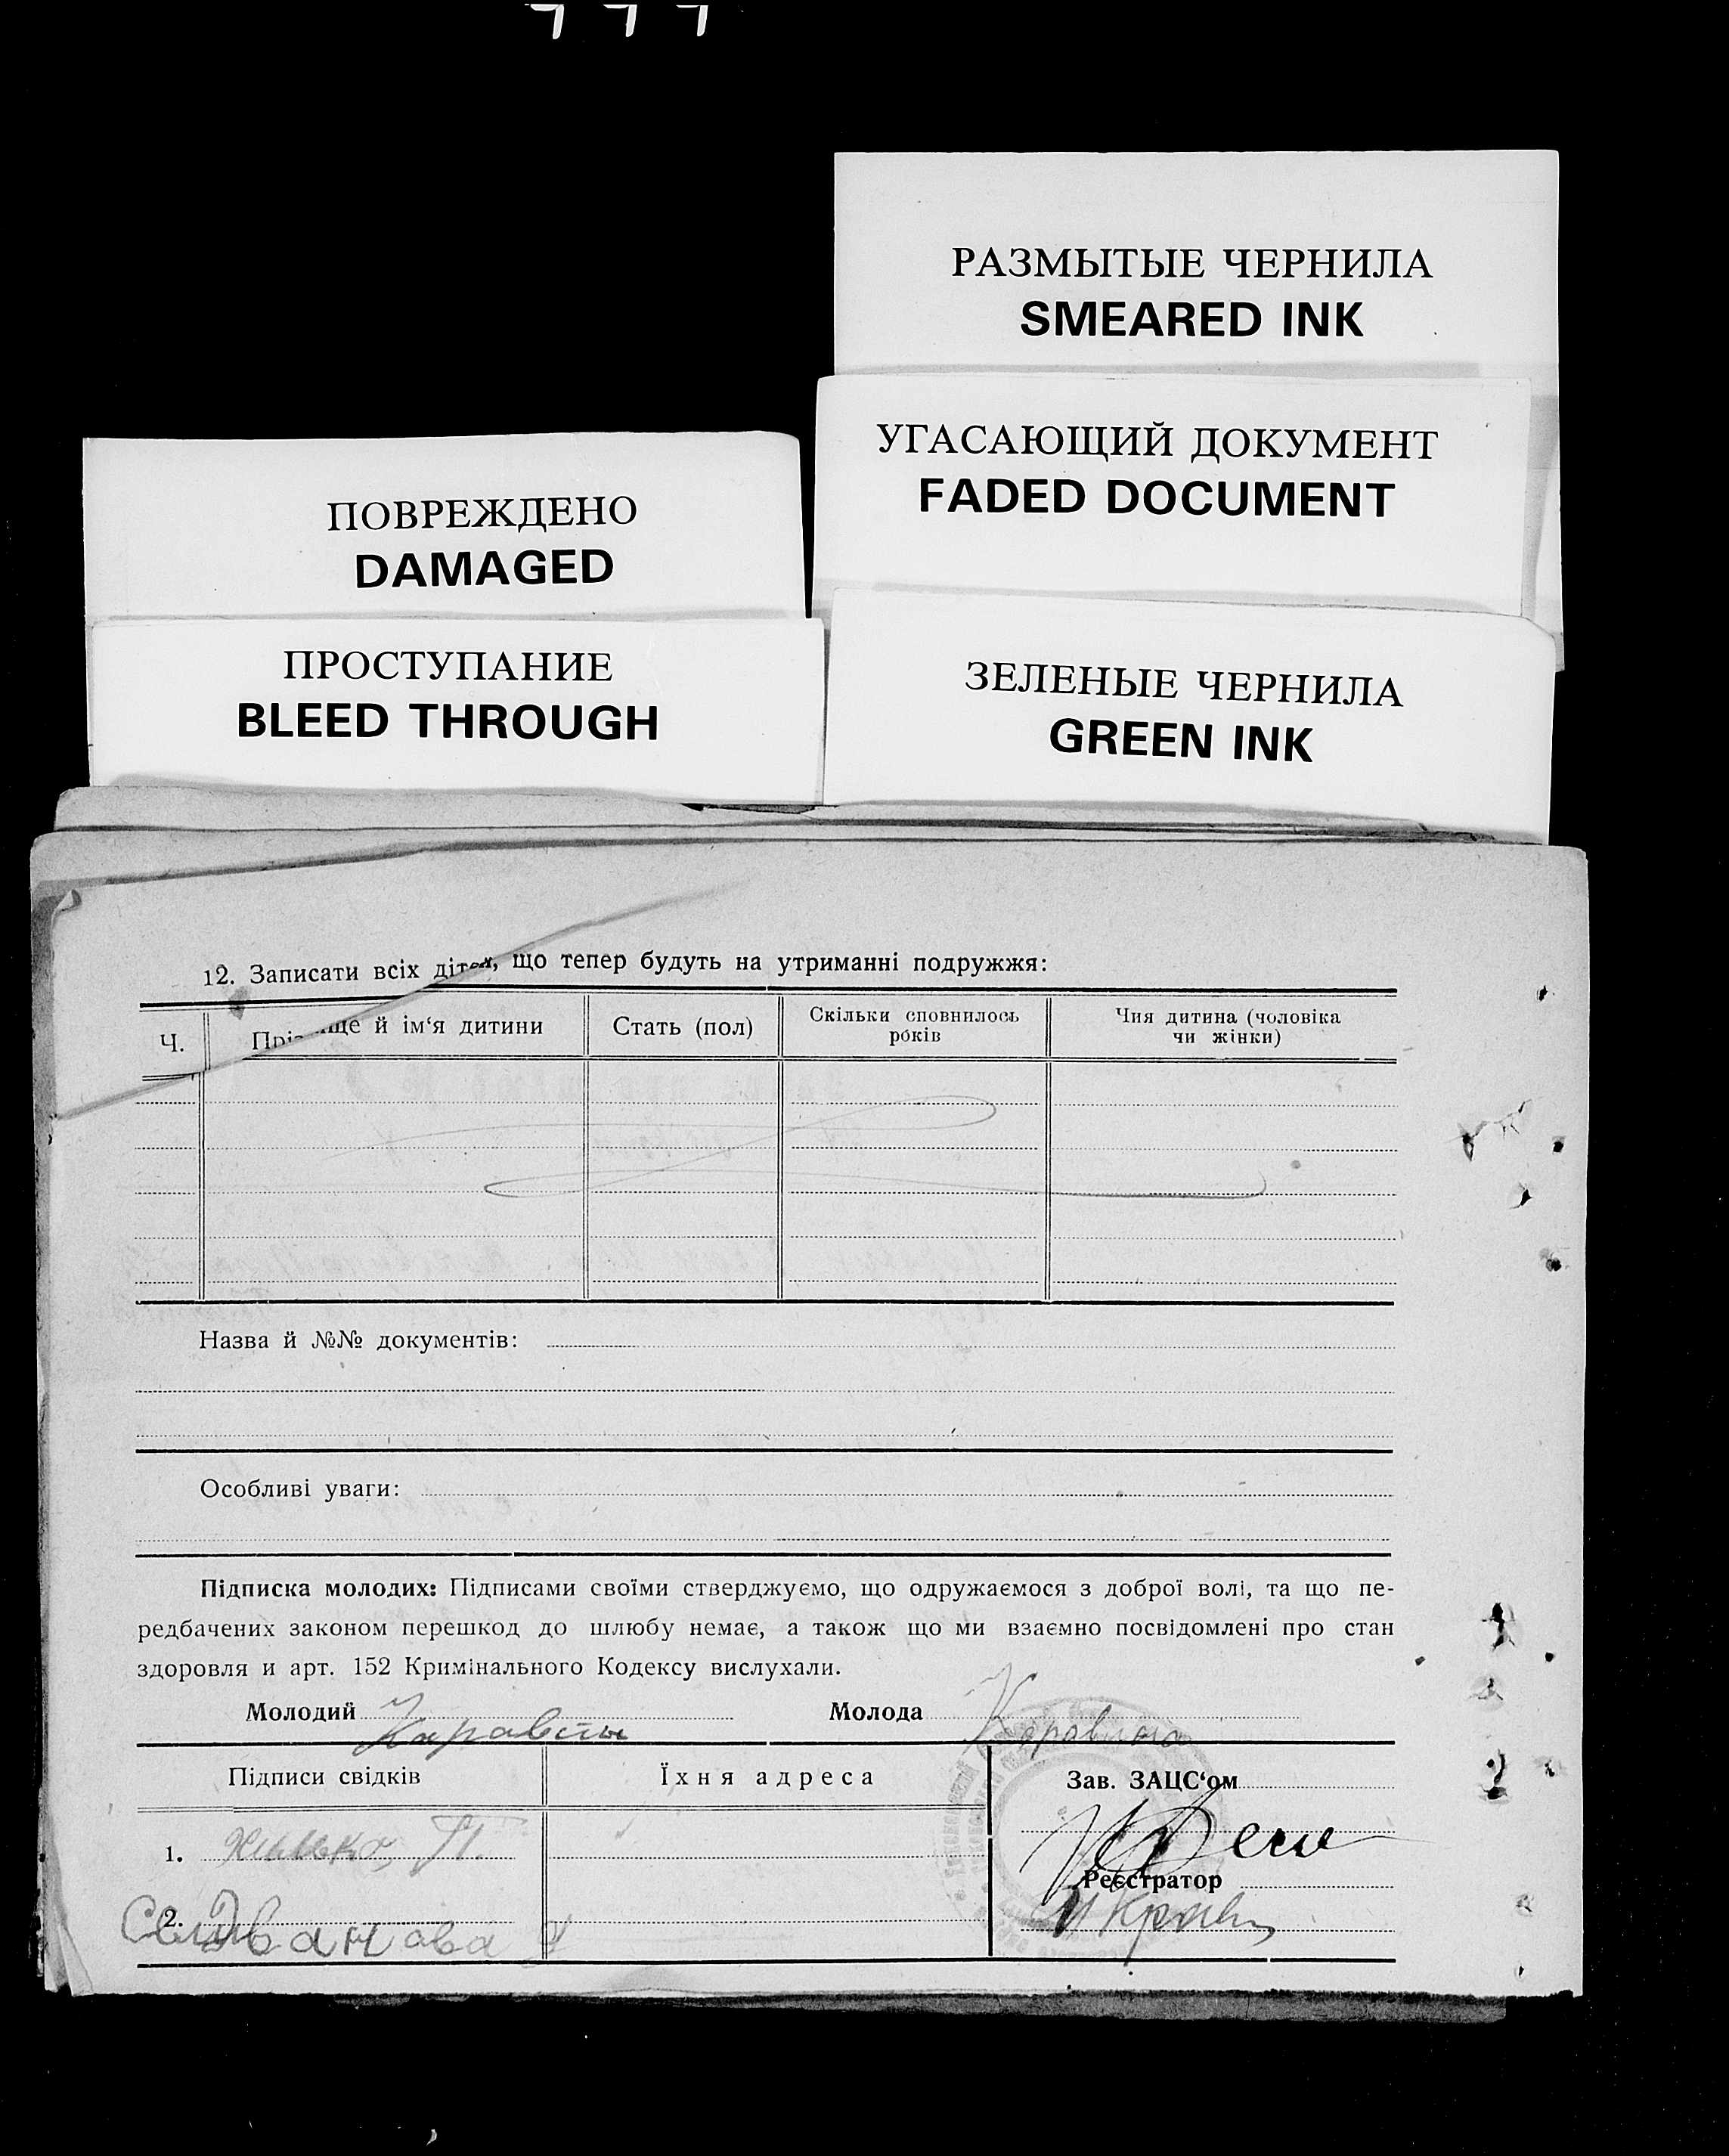 РАЗМЫТЫЕ ЧЕРНИЛА
SMEARED INK
УГАСАЮЩИЙ ДОКУМЕНТ
FADED DOCUMENT
ПОВРЕЖДЕНО
DAMAGED
ПРОСТУПАНИЕ
BLEED THROUGH
ЗЕЛЕНЫЕ ЧЕРНИЛА
GREEN INK
12. Записати всіх дітей, що тепер будуть на утриманні подружжя:
Ч.
й ім‘я дитини
Стать (пол)
Скільки сповнилось
років
Чия дитина (чоловіка
чи жінки)
Назва й №№ документів:
Особливі уваги:
Підписка молодих: Підписами своїми стверджуємо, що одружаємося з доброї волі, та що пе-
редбачених законом перешкод до шлюбу немає, а також що ми взаємно посвідомлені про стан
здоровля и арт. 152 Кримінального Кодексу вислухали.
Молодий
Молода
Підписи свідків
Їхня адреса
Зав. ЗАЦС‘ом
1.
Реєстратор
2.